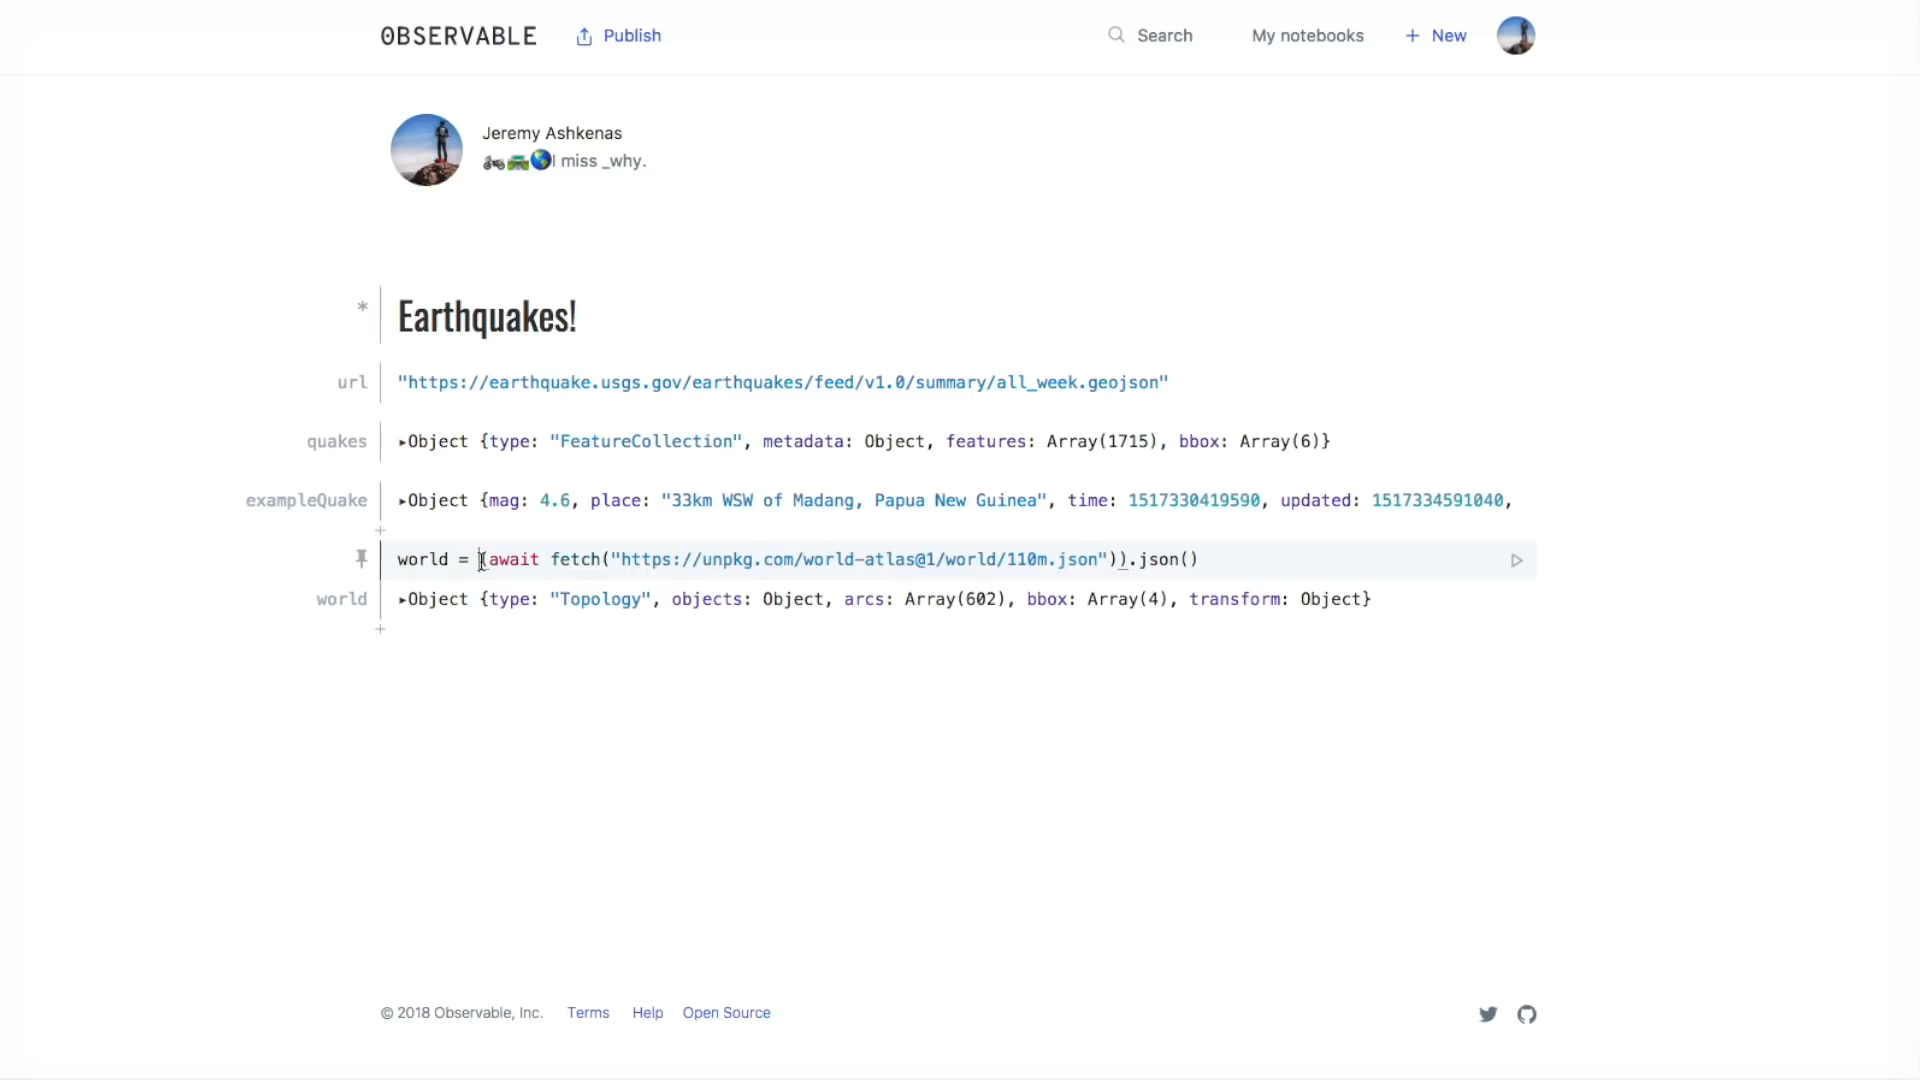 OBSERVABLE Publish Search My notebooks + New
Jeremy Ashkenas
I miss _why.
* Earthquakes!
url "https://earthquake.usgs.gov/earthquakes/feed/v1.0/summary/all_week.geojson"
quakes ▸Object {type: "FeatureCollection", metadata: Object, features: Array(1715), bbox: Array(6)}
exampleQuake ▸Object {mag: 4.6, place: "33km WSW of Madang, Papua New Guinea", time: 1517330419590, updated: 1517334591040,
+
world = (await fetch("https://unpkg.com/world-atlas@1/world/110m.json")).json()
world ▸Object {type: "Topology", objects: Object, arcs: Array(602), bbox: Array(4), transform: Object}
+
© 2018 Observable, Inc. Terms Help Open Source